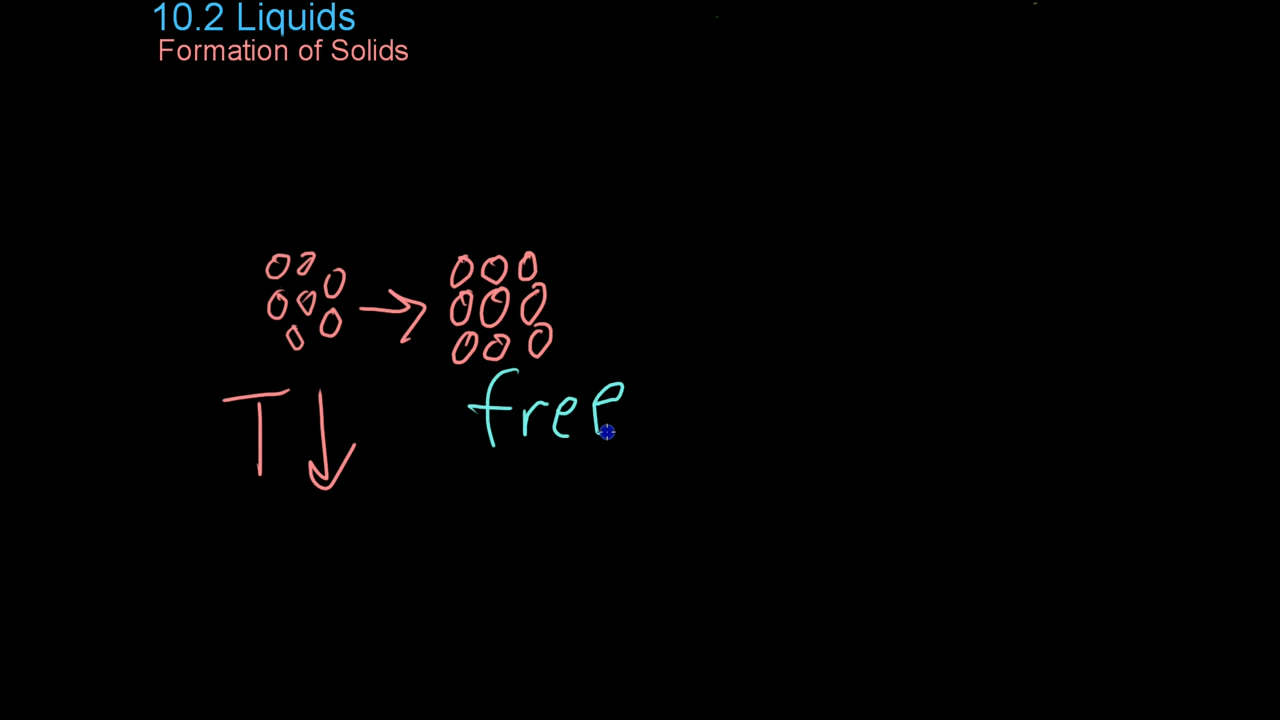 10.2 Liquids
Formation of Solids
T ↓
free